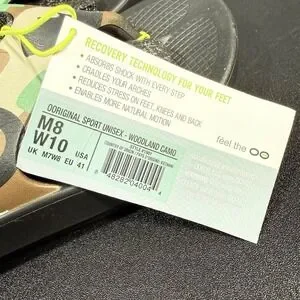 RECOVERY TECHNOLOGY FOR YOUR FEET
• ABSORBS SHOCK WITH EVERY STEP
• CRADLES YOUR ARCHES
• REDUCES STRESS ON FEET, KNEES AND BACK
• ENABLES MORE NATURAL MOTION
feel the
OORIGINAL SPORT UNISEX - WOODLAND CAMO
M8
W10 USA
UK M7W8 EU 41